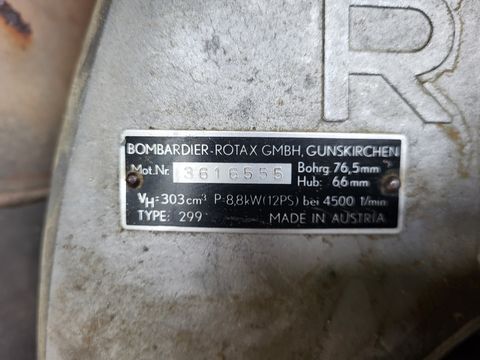 R
BOMBARDIER-ROTAX GMBH, GUNSKIRCHEN
Mot.Nr. 3616555 Bohrg. 76,5mm
Hub: 66mm
VH=303cm³ P-8,8kW(12PS) bei 4500 1/min
TYPE: 299 MADE IN AUSTRIA